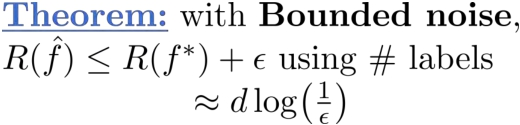 Theorem: with Bounded noise,
R(f̂) ≤ R(f*) + ϵ using # labels
≈ d log(1/ϵ)